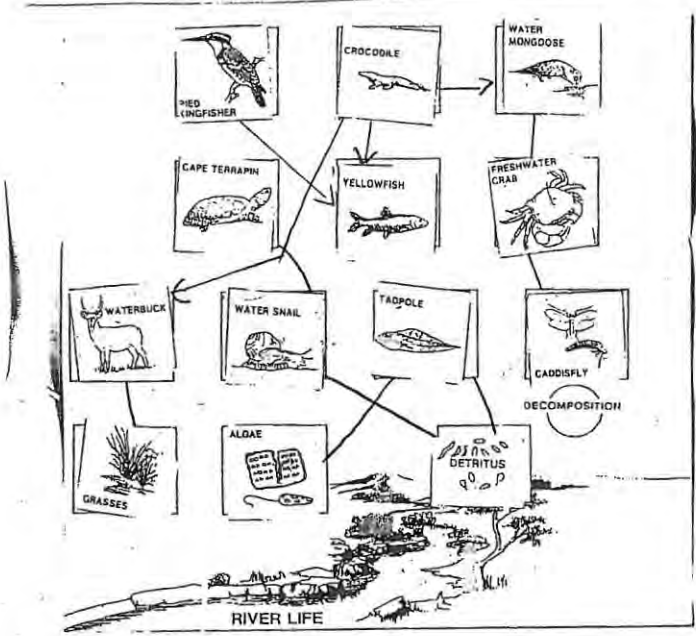 PIED
KINGFISHER
CROCODILE
WATER
MONGOOSE
CAPE TERRAPIN
YELLOWFISH
FRESHWATER
CRAB
WATERBUCK
WATER SNAIL
TADPOLE
CADDISFLY
DECOMPOSITION
GRASSES
ALGAE
DETRITUS
RIVER LIFE